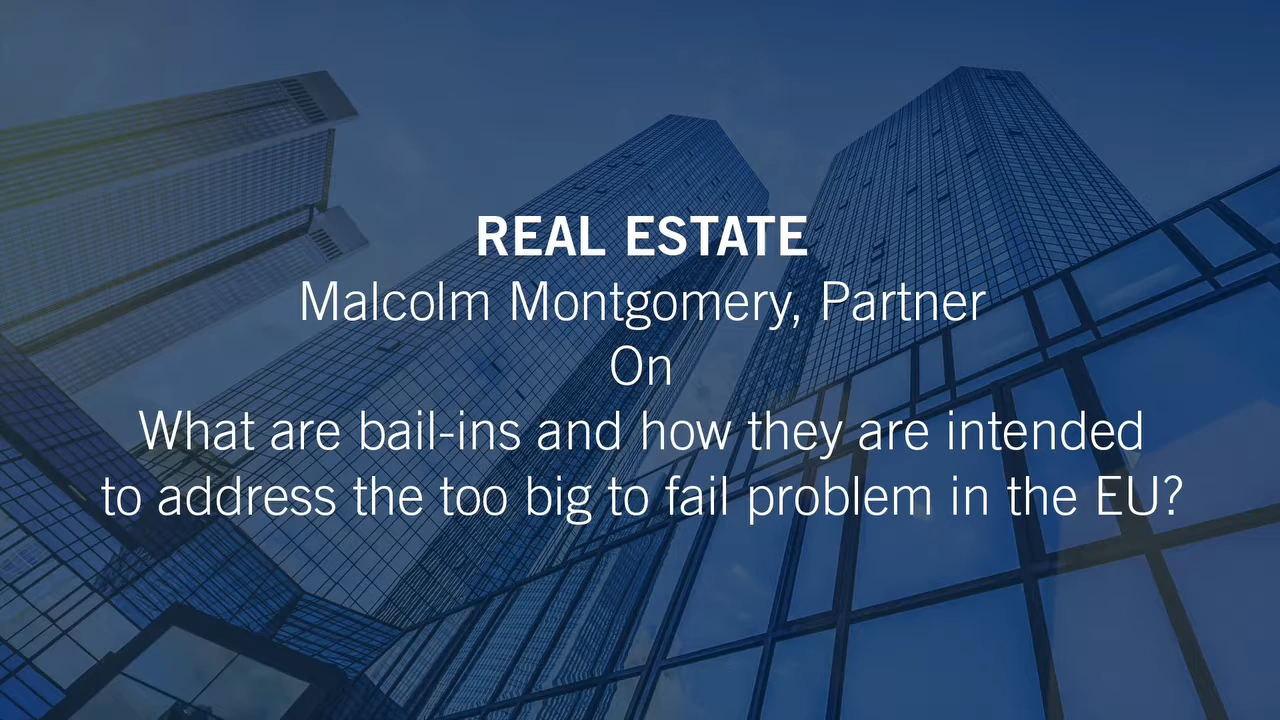 REAL ESTATE
Malcolm Montgomery, Partner
On
What are bail-ins and how they are intended
to address the too big to fail problem in the EU?